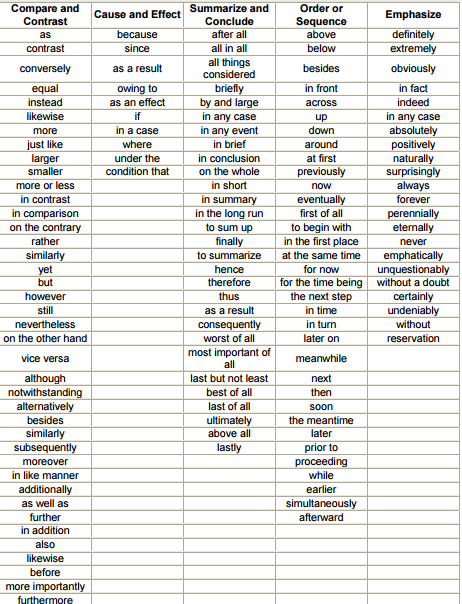 Compare and Contrast | Cause and Effect | Summarize and Conclude | Order or Sequence | Emphasize
as | because | after all | above | definitely
contrast | since | all in all | below | extremely
conversely | as a result | all things considered | besides | obviously
equal | owing to | briefly | in front | in fact
instead | as an effect | by and large | across | indeed
likewise | if | in any case | up | in any case
more | in a case | in any event | down | absolutely
just like | where | in brief | around | positively
larger | under the | in conclusion | at first | naturally
smaller | condition that | on the whole | previously | surprisingly
more or less | | in short | now | always
in contrast | | in summary | eventually | forever
in comparison | | in the long run | first of all | perennially
on the contrary | | to sum up | to begin with | eternally
rather | | finally | in the first place | never
similarly | | to summarize | at the same time | emphatically
yet | | hence | for now | unquestionably
but | | therefore | for the time being | without a doubt
however | | thus | the next step | certainly
still | | as a result | in time | undeniably
nevertheless | | consequently | in turn | without
on the other hand | | worst of all | later on | reservation
vice versa | | most important of all | meanwhile |
although | | last but not least | next |
notwithstanding | | best of all | then |
alternatively | | last of all | soon |
besides | | ultimately | the meantime |
similarly | | above all | later |
subsequently | | lastly | prior to |
moreover | | | proceeding |
in like manner | | | while |
additionally | | | earlier |
as well as | | | simultaneously |
further | | | afterward |
in addition
also
likewise
before
more importantly
furthermore